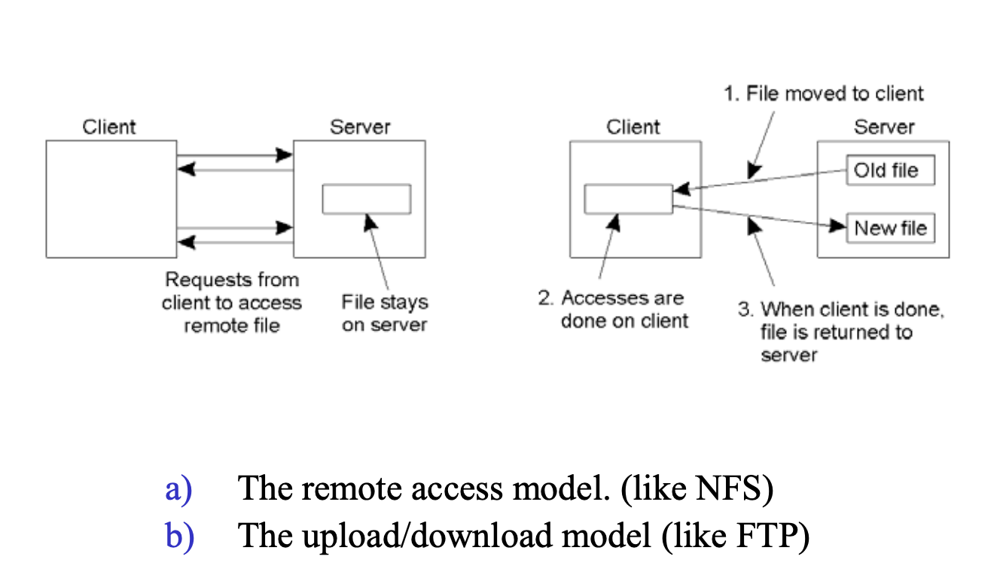 Client
Server
Requests from
client to access
remote file
File stays
on server
1. File moved to client
Client
Server
Old file
New file
2. Accesses are
done on client
3. When client is done,
file is returned to
server
a) The remote access model. (like NFS)
b) The upload/download model (like FTP)